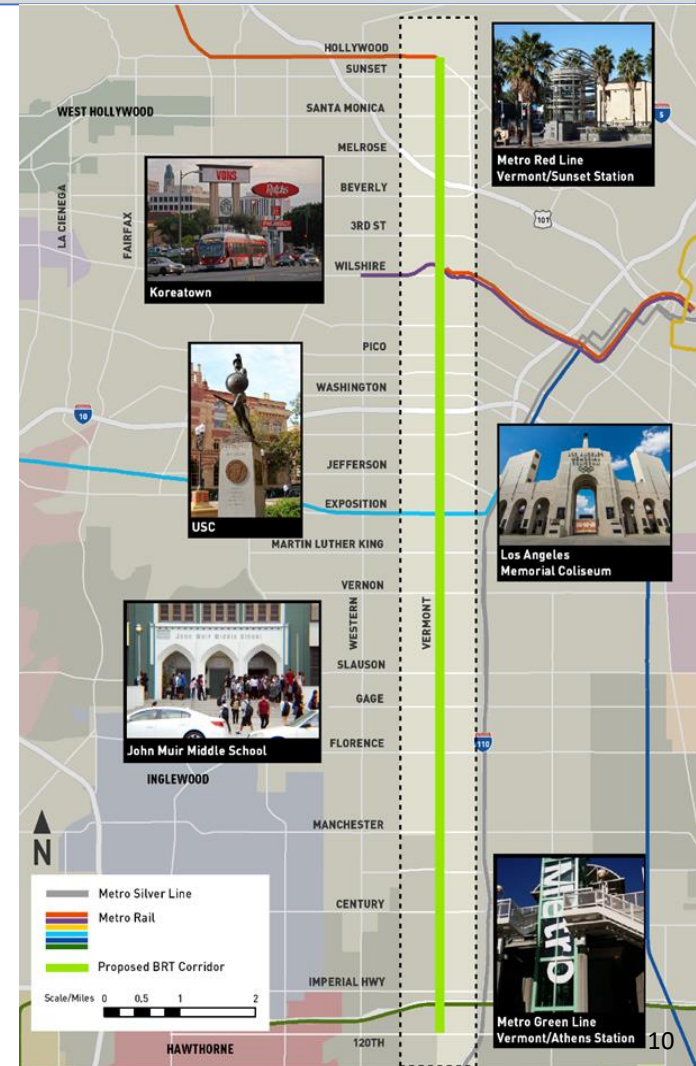 HOLLYWOOD
SUNSET
WEST HOLLYWOOD
SANTA MONICA
MELROSE
BEVERLY
3RD ST
WILSHIRE
PICO
WASHINGTON
JEFFERSON
EXPOSITION
MARTIN LUTHER KING
VERNON
SLAUSON
GAGE
FLORENCE
MANCHESTER
CENTURY
IMPERIAL HWY
120TH
LA CIENEGA
FAIRFAX
WESTERN
VERMONT
INGLEWOOD
HAWTHORNE
5
101
10
110
Metro Red Line
Vermont/Sunset Station
VONS
Ralphs
Koreatown
USC
LOS ANGELES
MEMORIAL
COLISEUM
Los Angeles
Memorial Coliseum
John Muir Middle School
John Muir Middle School
Metro
Metro Green Line
Vermont/Athens Station
N
Metro Silver Line
Metro Rail
Proposed BRT Corridor
Scale/Miles 0 0.5 1 2
10